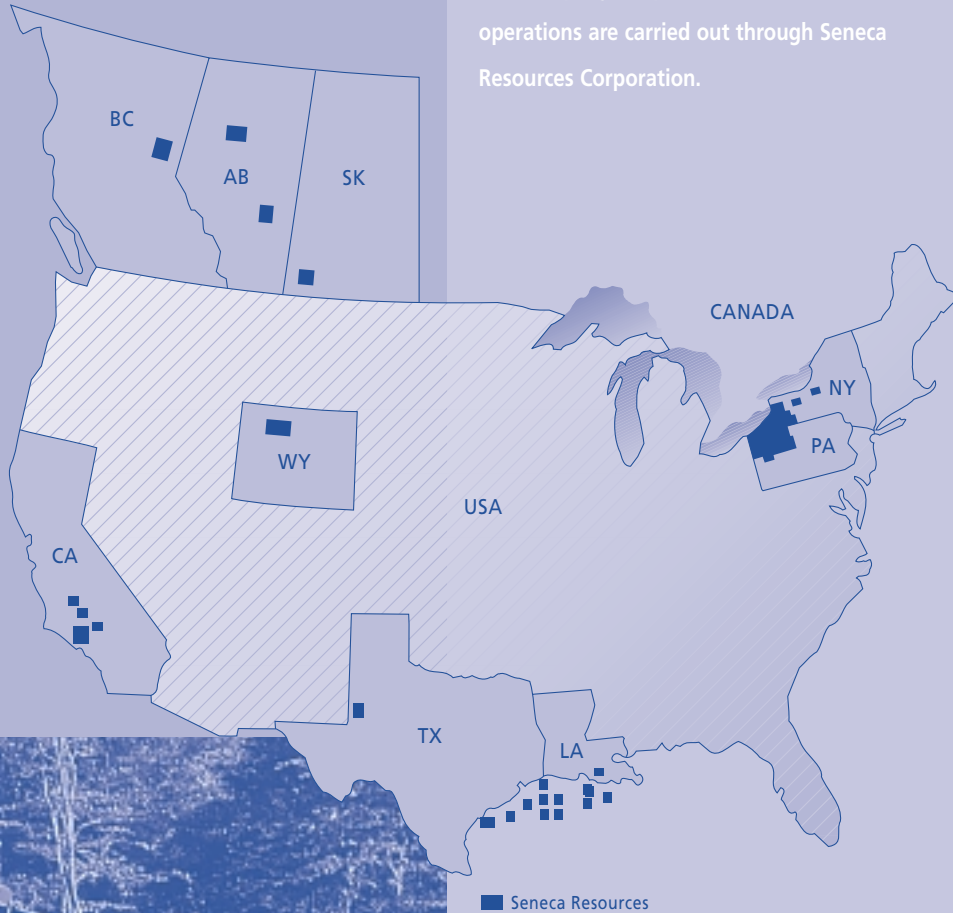 operations are carried out through Seneca
Resources Corporation.
BC
AB
SK
CANADA
NY
PA
WY
USA
CA
TX
LA
Seneca Resources